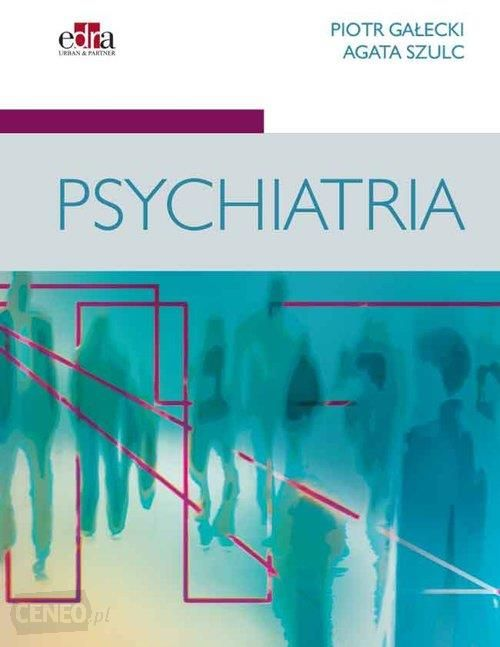 edra
URBAN & PARTNER
PIOTR GAŁECKI
AGATA SZULC
PSYCHIATRIA
CENEO.pl